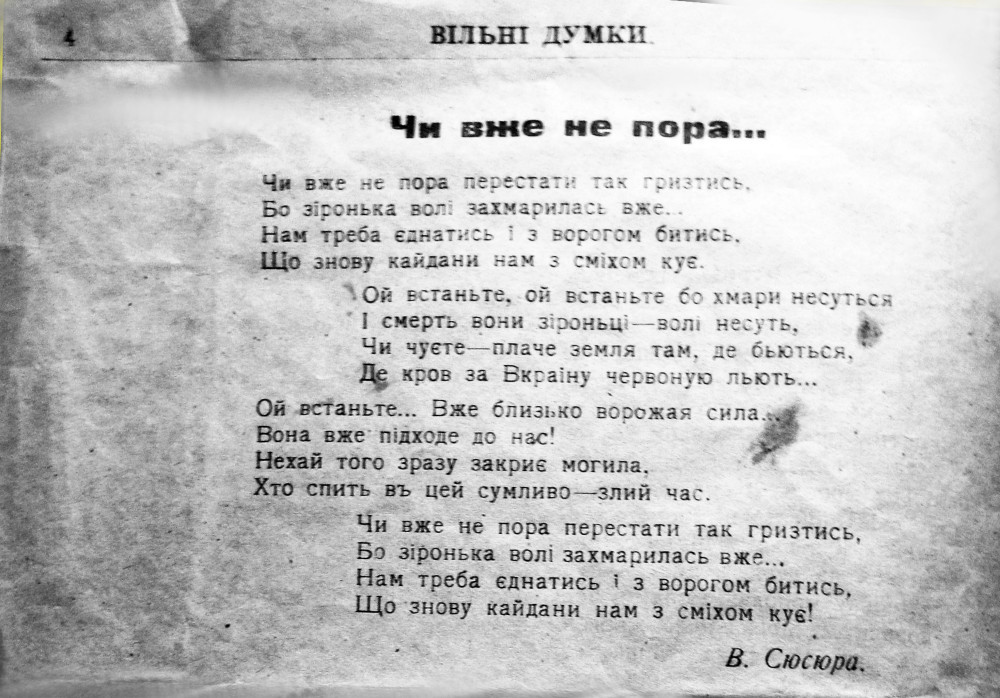 4
ВІЛЬНІ ДУМКИ.
Чи вже не пора...
Чи вже не пора перестати так гризтись,
Бо зіронька волі захмарилась вже...
Нам треба єднатись і з ворогом битись,
Що знову кайдани нам з сміхом кує.
Ой встаньте, ой встаньте бо хмари несуться
І смерть вони зіроньці—волі несуть,
Чи чуєте—плаче земля там, де бьються,
Де кров за Вкраіну червоную льють...
Ой встаньте... Вже близько ворожая сила...
Вона вже підходе до нас!
Нехай того зразу закриє могила,
Хто спить въ цей сумливо—злий час.
Чи вже не пора перестати так гризтись,
Бо зіронька волі захмарилась вже...
Нам треба єднатись і з ворогом битись,
Що знову кайдани нам з сміхом кує!
В. Сюсюра.